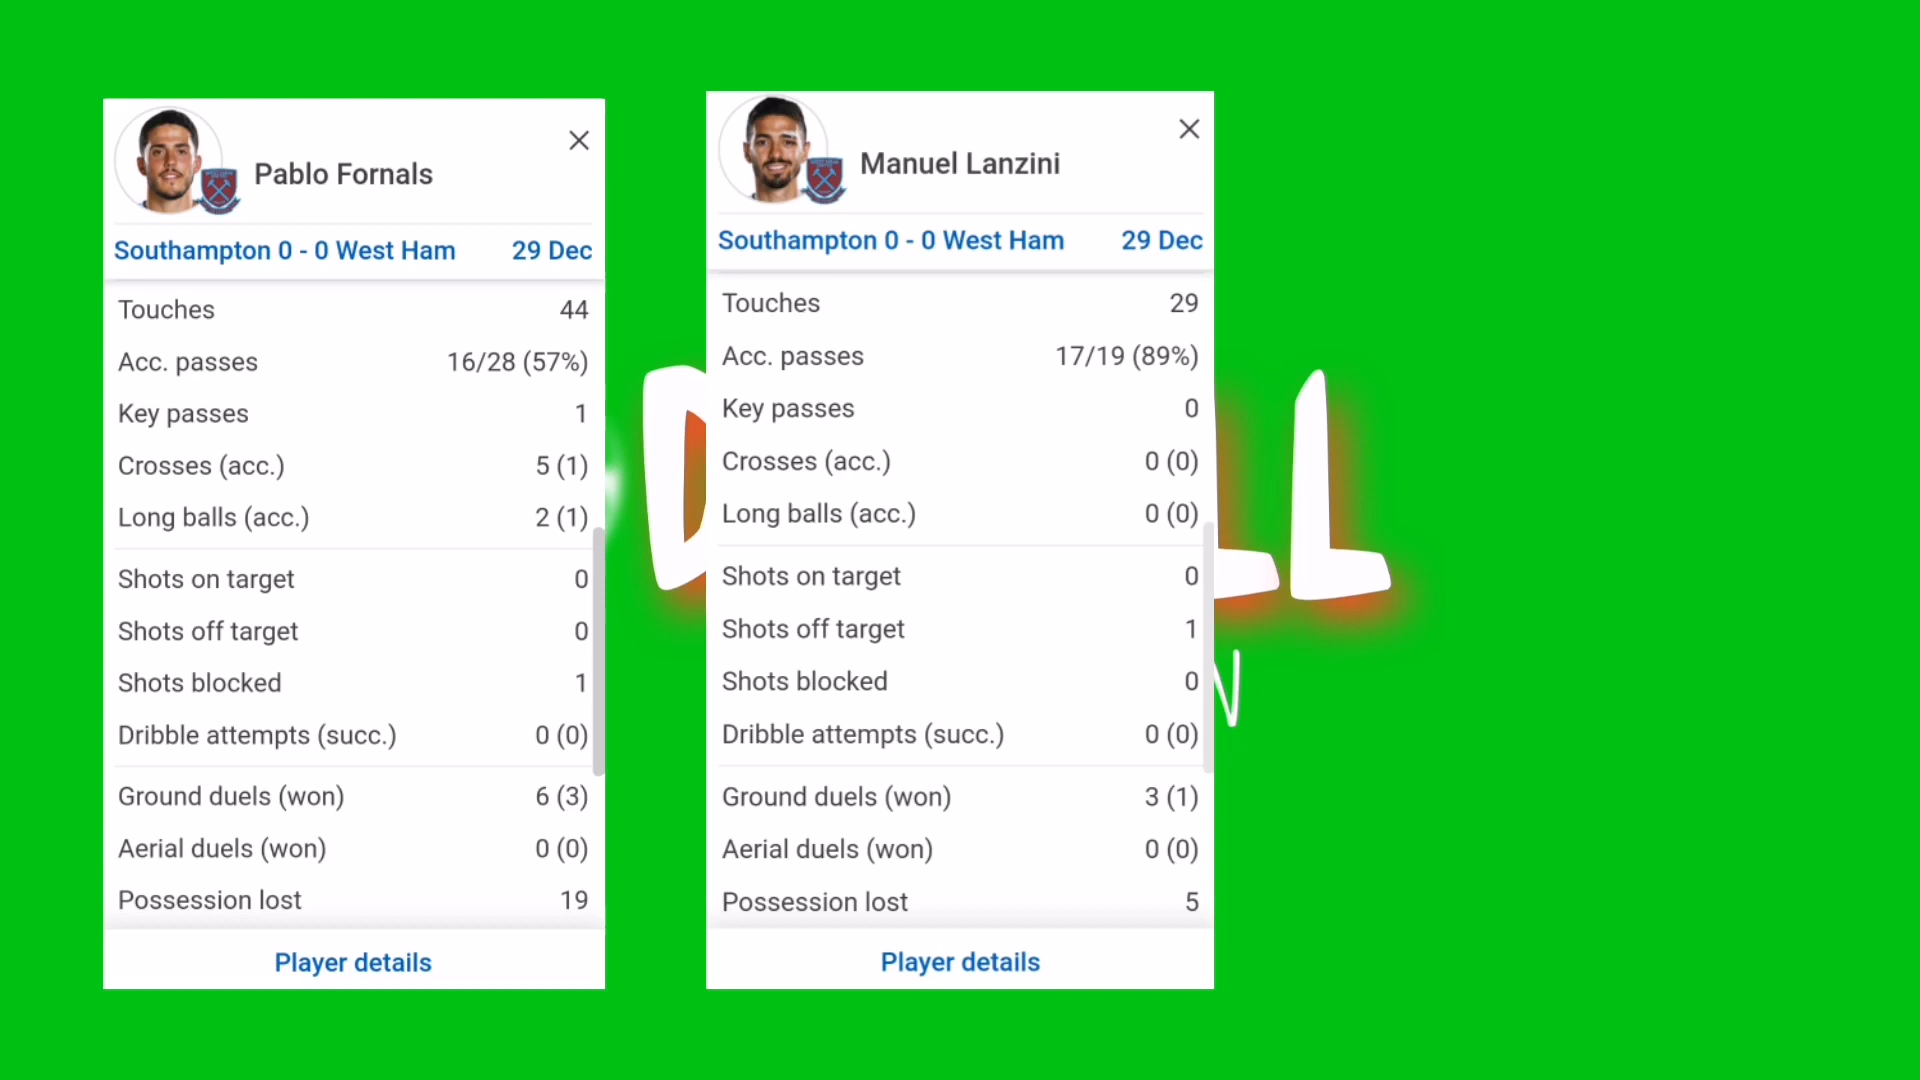 Pablo Fornals
Southampton 0 - 0 West Ham 29 Dec
Touches 44
Acc. passes 16/28 (57%)
Key passes 1
Crosses (acc.) 5 (1)
Long balls (acc.) 2 (1)
Shots on target 0
Shots off target 0
Shots blocked 1
Dribble attempts (succ.) 0 (0)
Ground duels (won) 6 (3)
Aerial duels (won) 0 (0)
Possession lost 19
Player details
Manuel Lanzini
Southampton 0 - 0 West Ham 29 Dec
Touches 29
Acc. passes 17/19 (89%)
Key passes 0
Crosses (acc.) 0 (0)
Long balls (acc.) 0 (0)
Shots on target 0
Shots off target 1
Shots blocked 0
Dribble attempts (succ.) 0 (0)
Ground duels (won) 3 (1)
Aerial duels (won) 0 (0)
Possession lost 5
Player details